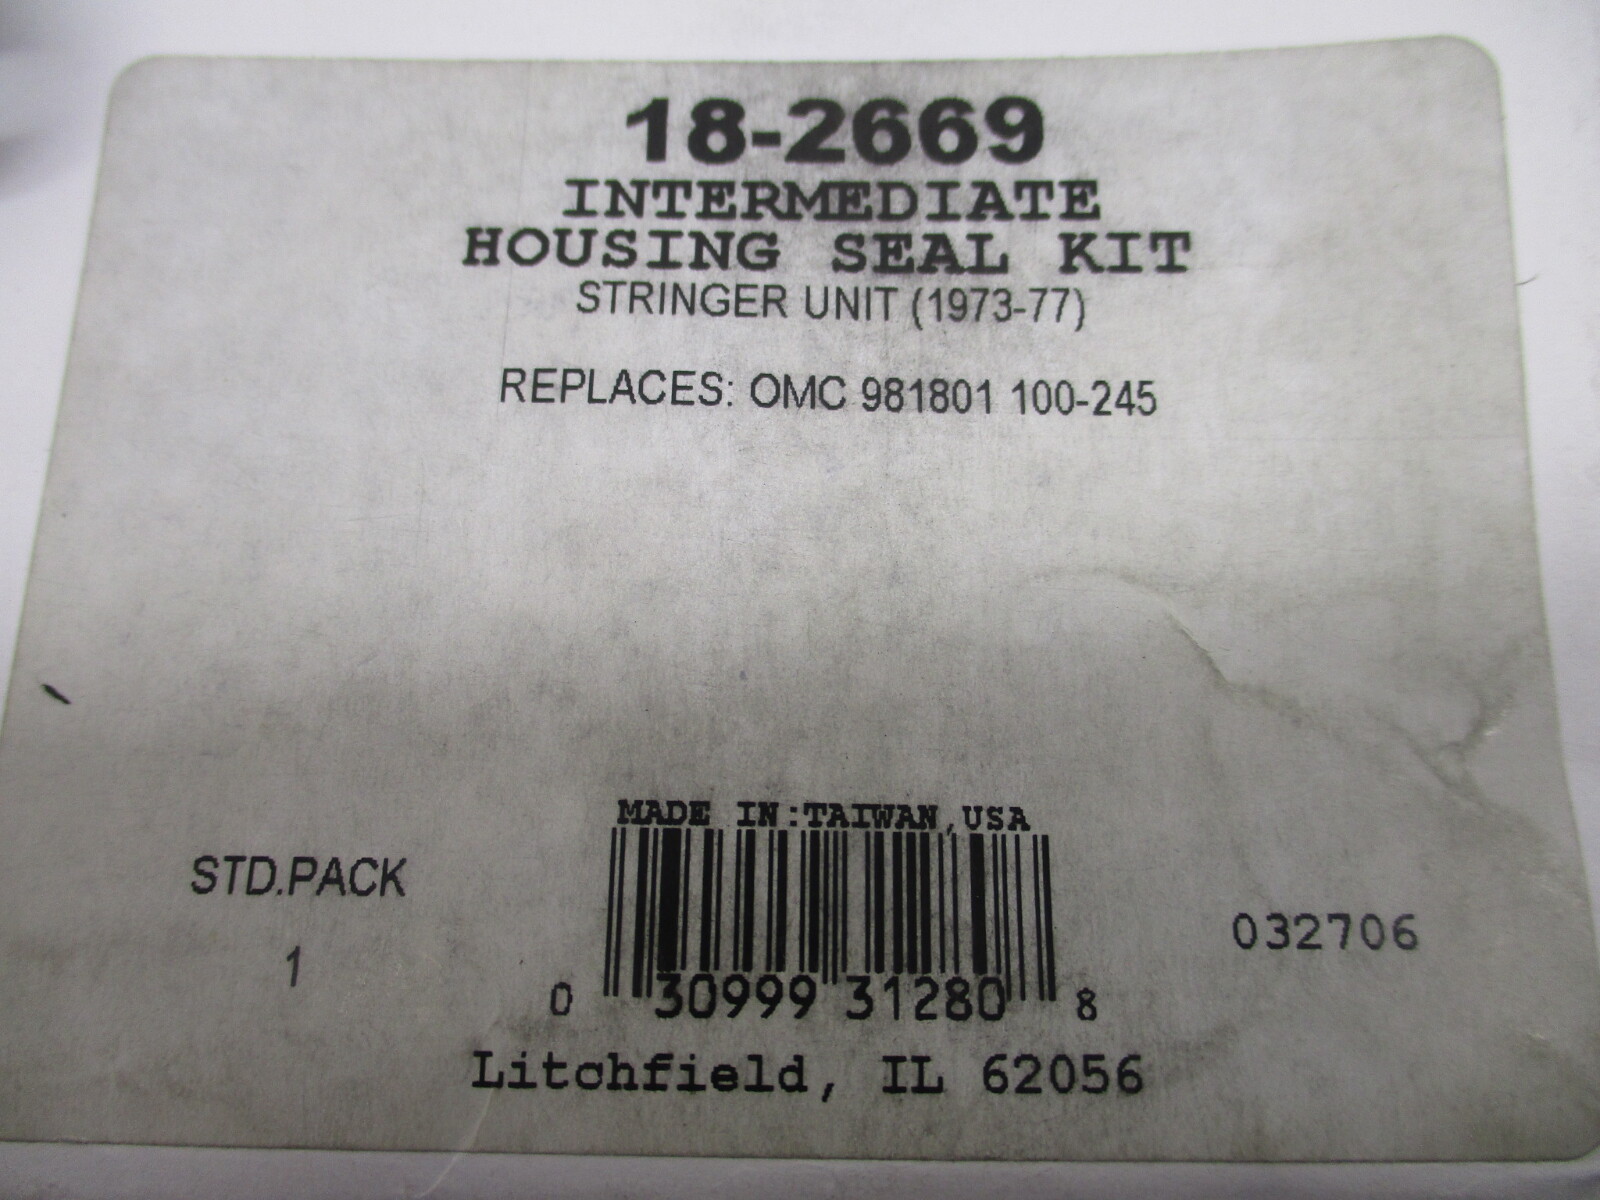 18-2669
INTERMEDIATE
HOUSING SEAL KIT
STRINGER UNIT (1973-77)
REPLACES: OMC 981801 100-245
MADE IN:TAIWAN,USA
STD.PACK
1
032706
0 30999 31280 8
Litchfield, IL 62056